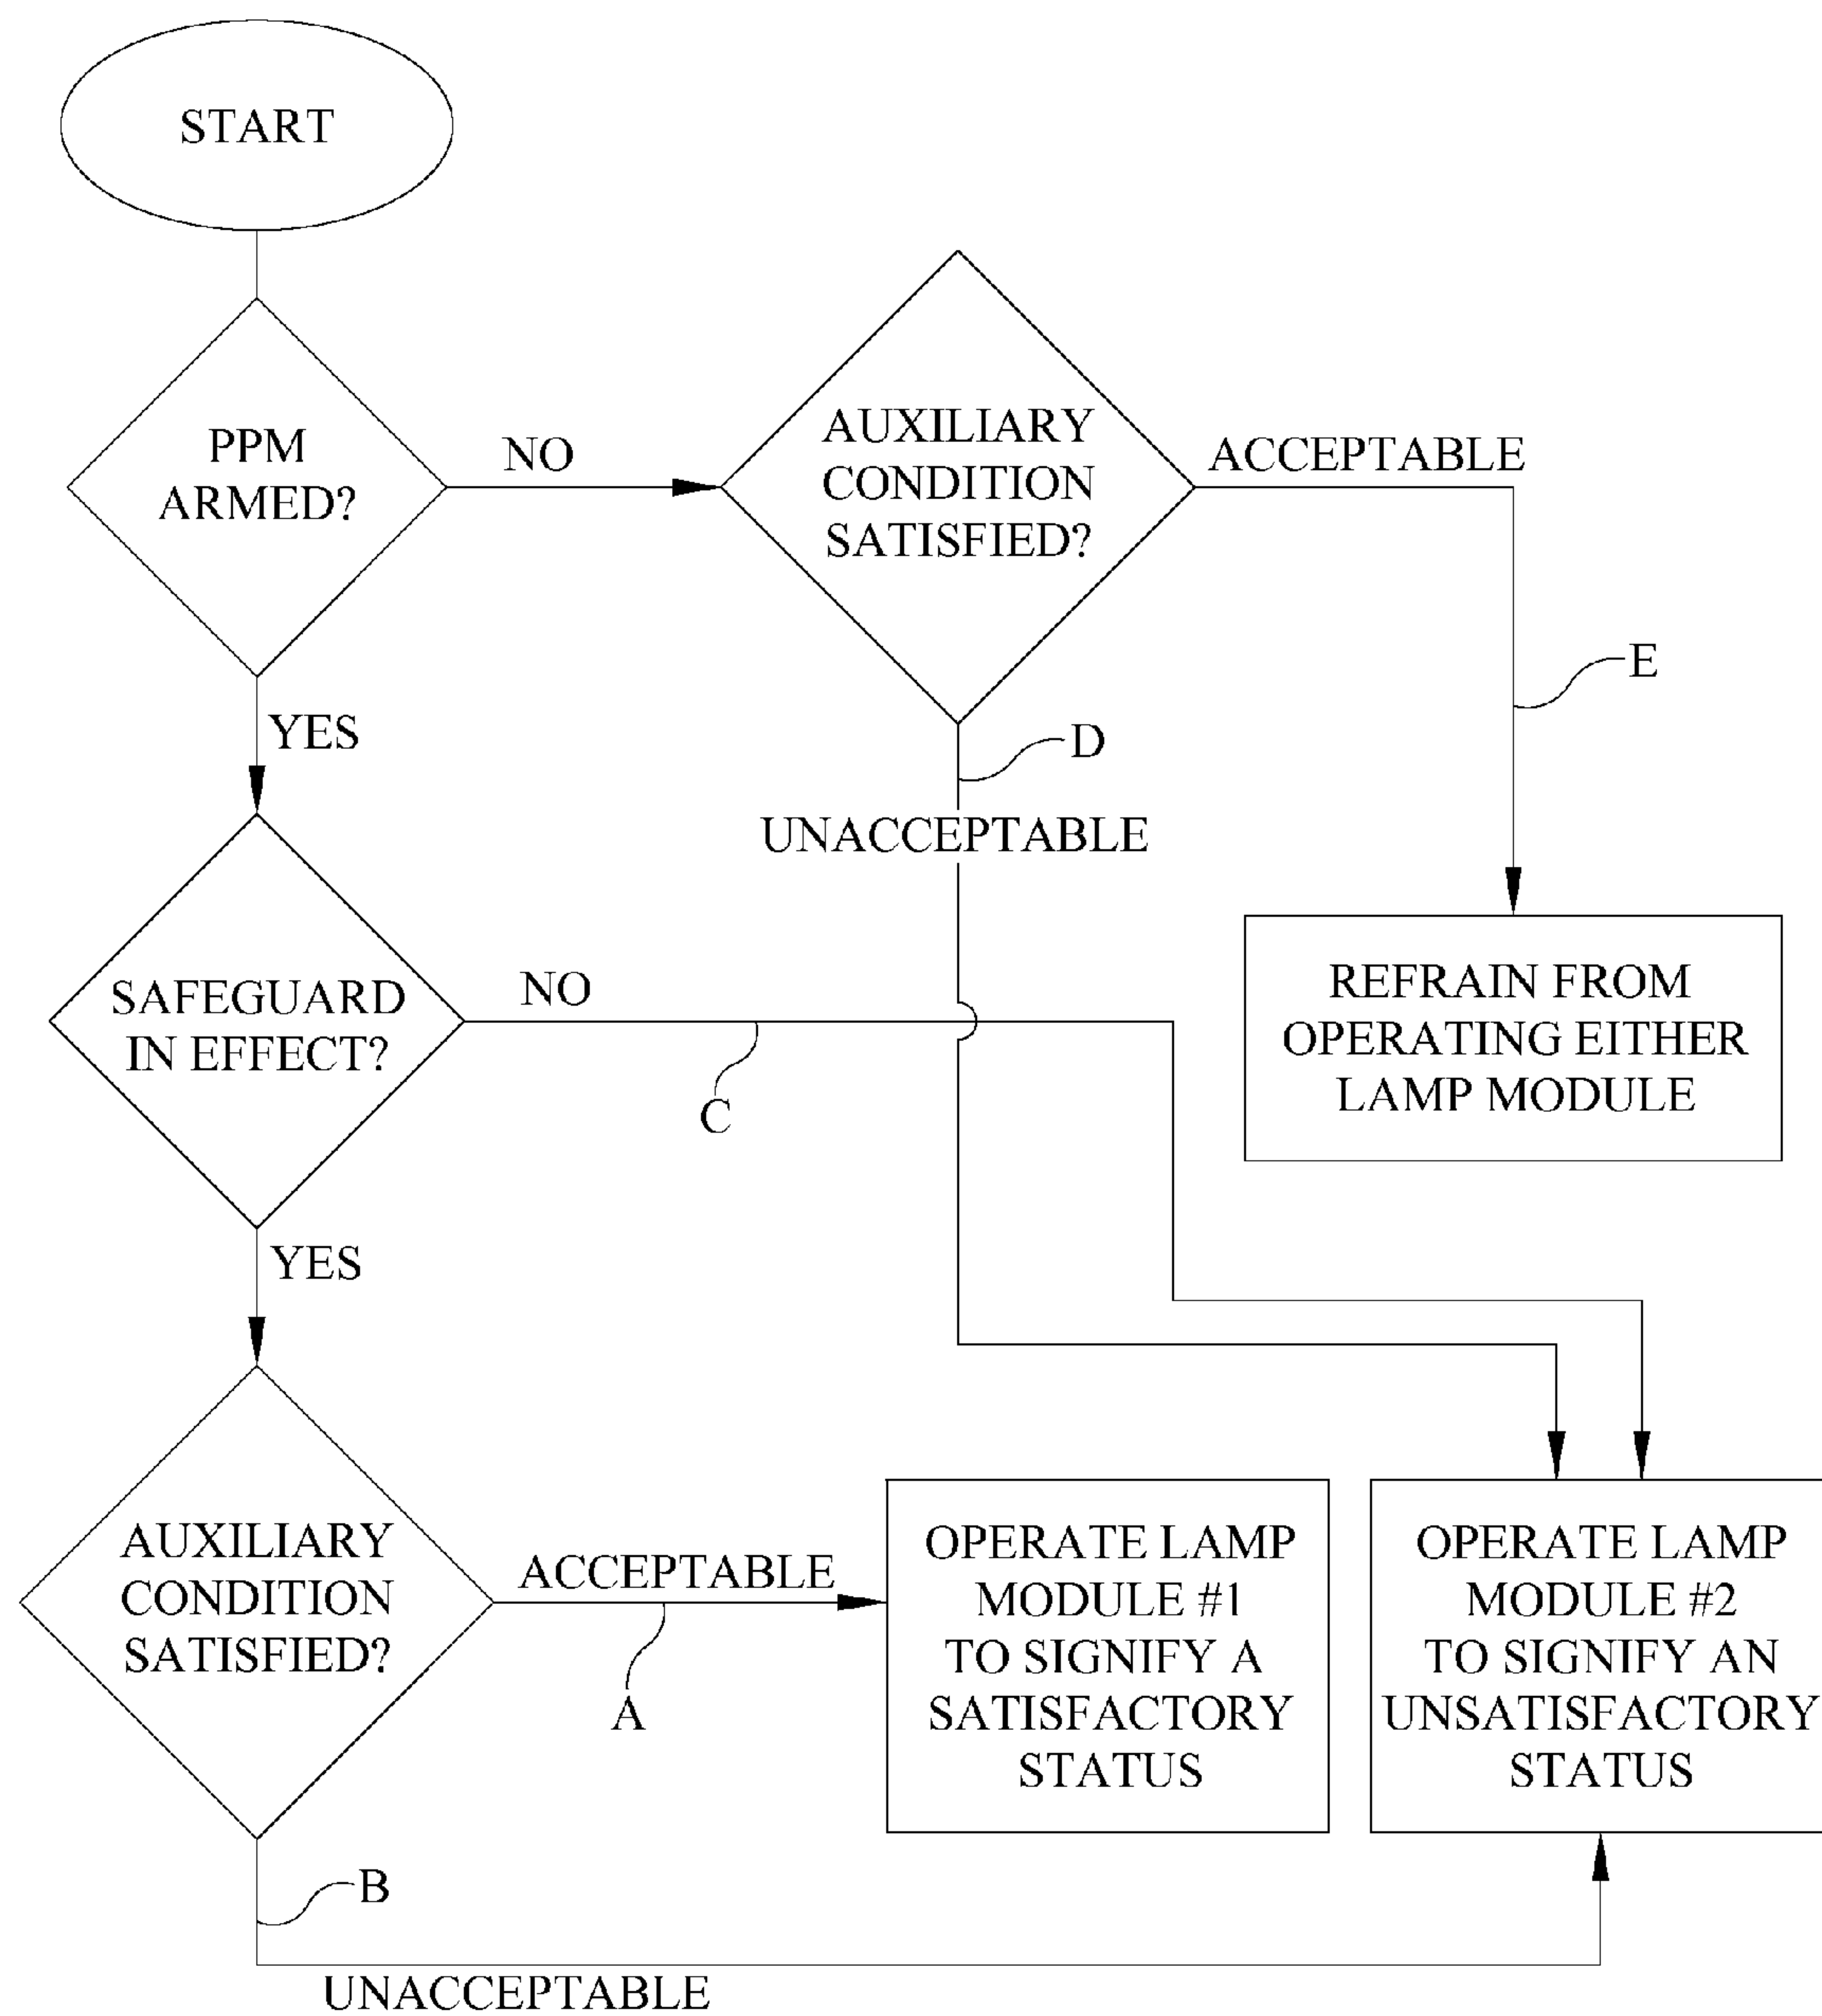 START
PPM
ARMED?
NO
AUXILIARY
CONDITION
SATISFIED?
ACCEPTABLE
E
YES
D
UNACCEPTABLE
SAFEGUARD
IN EFFECT?
NO
C
REFRAIN FROM
OPERATING EITHER
LAMP MODULE
YES
AUXILIARY
CONDITION
SATISFIED?
ACCEPTABLE
A
OPERATE LAMP
MODULE #1
TO SIGNIFY A
SATISFACTORY
STATUS
OPERATE LAMP
MODULE #2
TO SIGNIFY AN
UNSATISFACTORY
STATUS
B
UNACCEPTABLE